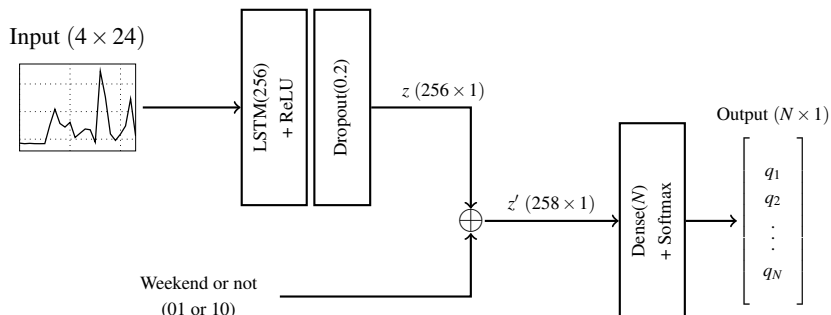 Input (4 × 24)
LSTM(256)
+ ReLU
Dropout(0.2)
z (256 × 1)
Weekend or not
(01 or 10)
z′ (258 × 1)
Dense(N)
+ Softmax
Output (N × 1)
q1
q2
.
. .
.
qN